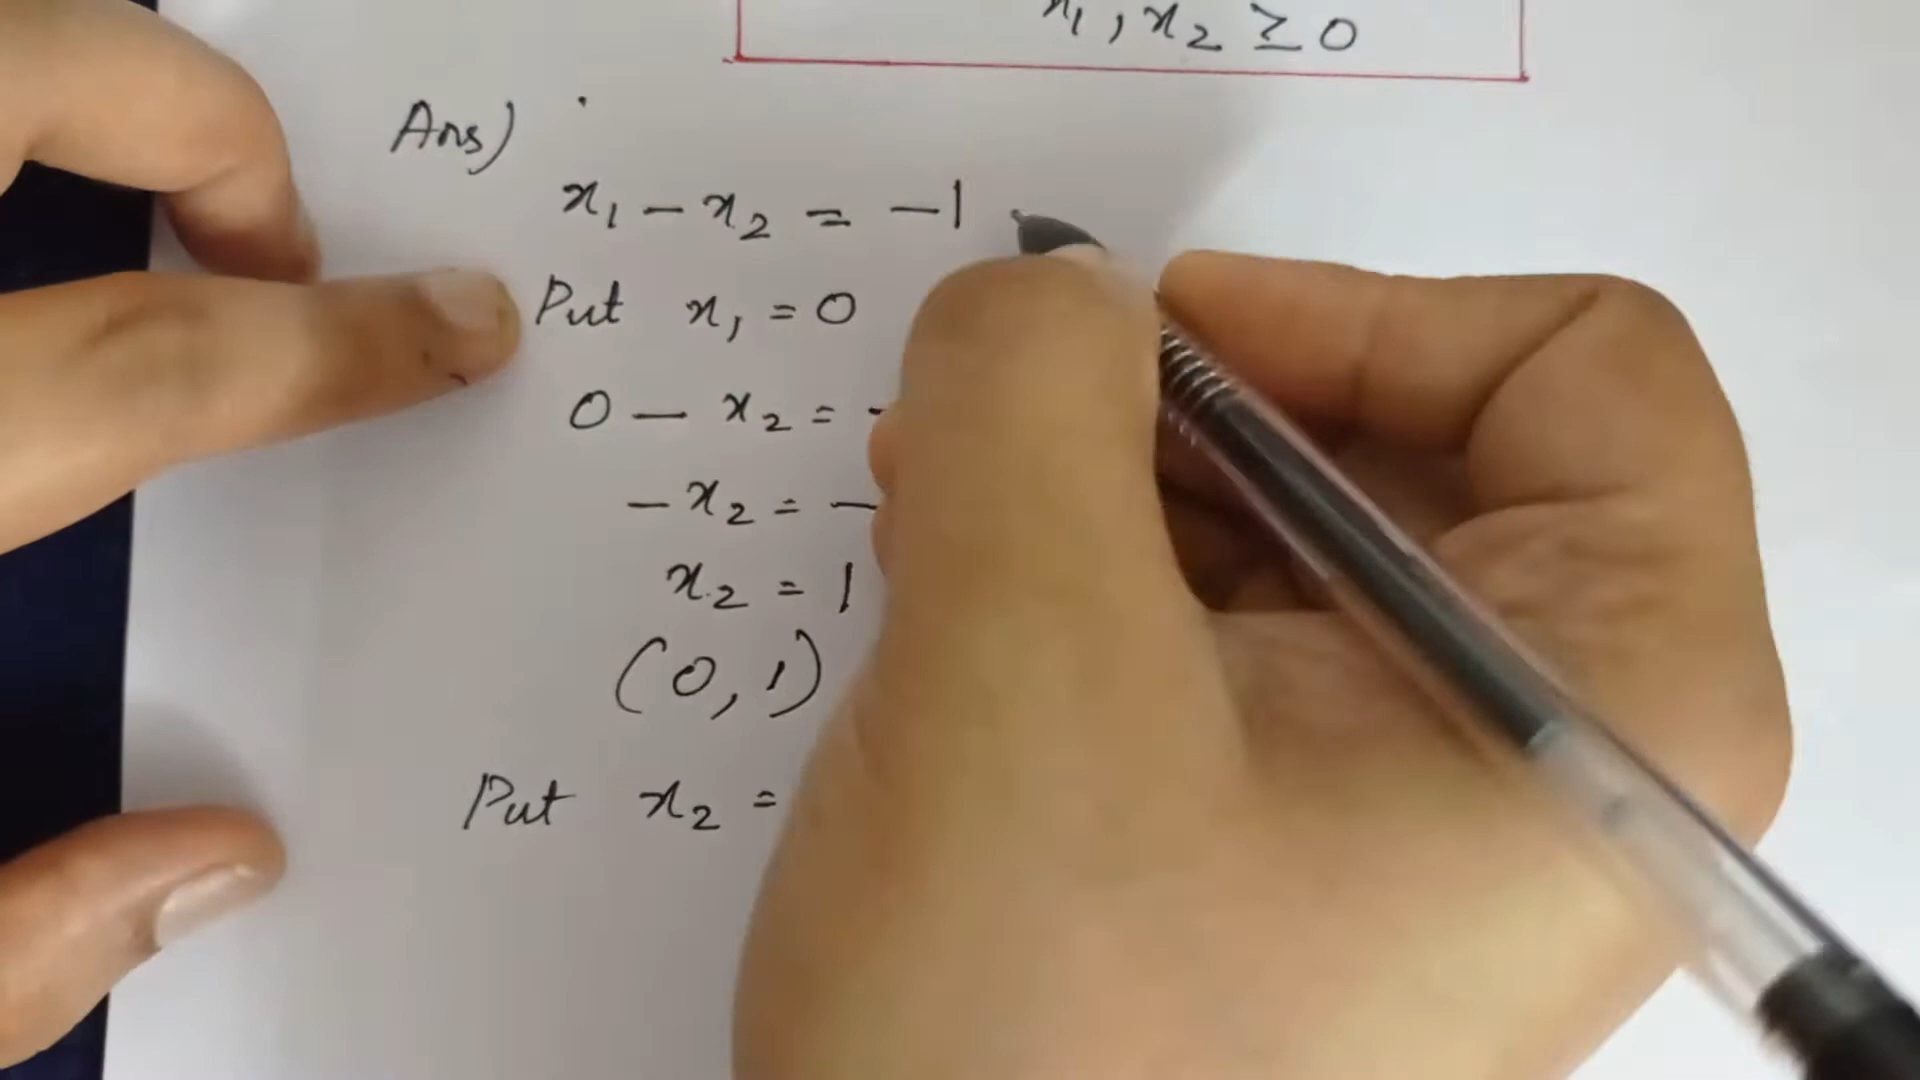 x₁, x₂ ≥ 0
Ans)
x₁ - x₂ = -1
Put x₁ = 0
0 - x₂ = -
-x₂ = -
x₂ = 1
(0, 1)
Put x₂ =